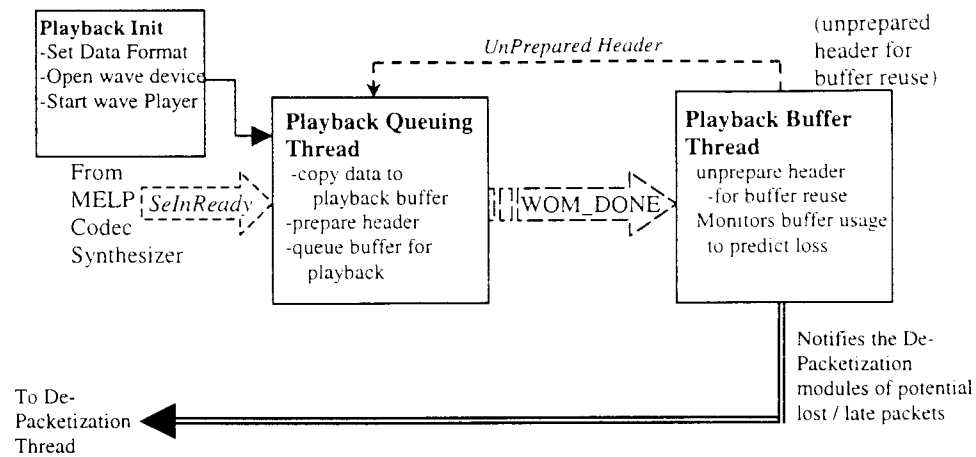 Playback Init
-Set Data Format
-Open wave device
-Start wave Player
UnPrepared Header
(unprepared
header for
buffer reuse)
Playback Queuing
Thread
-copy data to
playback buffer
-prepare header
-queue buffer for
playback
Playback Buffer
Thread
unprepare header
-for buffer reuse
Monitors buffer usage
to predict loss
From
MELP
Codec
Synthesizer
SeInReady
WOM_DONE
Notifies the De-
Packetization
modules of potential
lost / late packets
To De-
Packetization
Thread